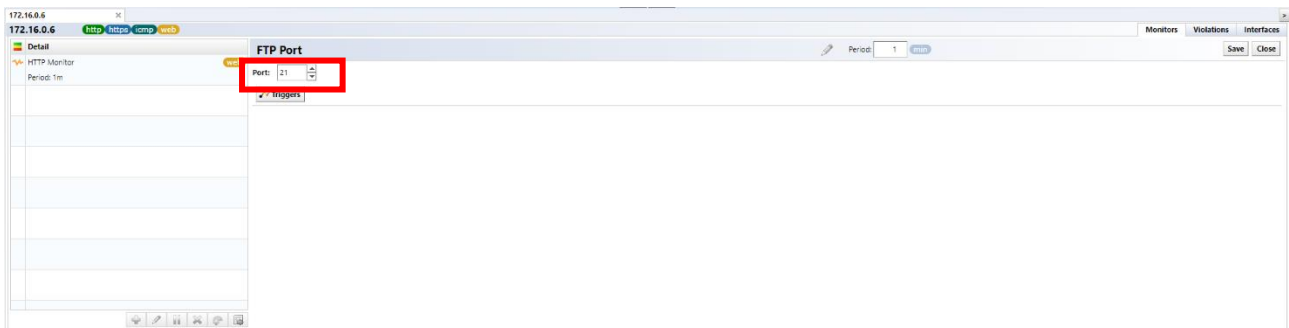 172.16.0.6
172.16.0.6 http https icmp web Monitors Violations Interfaces
Detail
HTTP Monitor web
Period: 1m
FTP Port Period: 1 min Save Close
Port: 21
Triggers